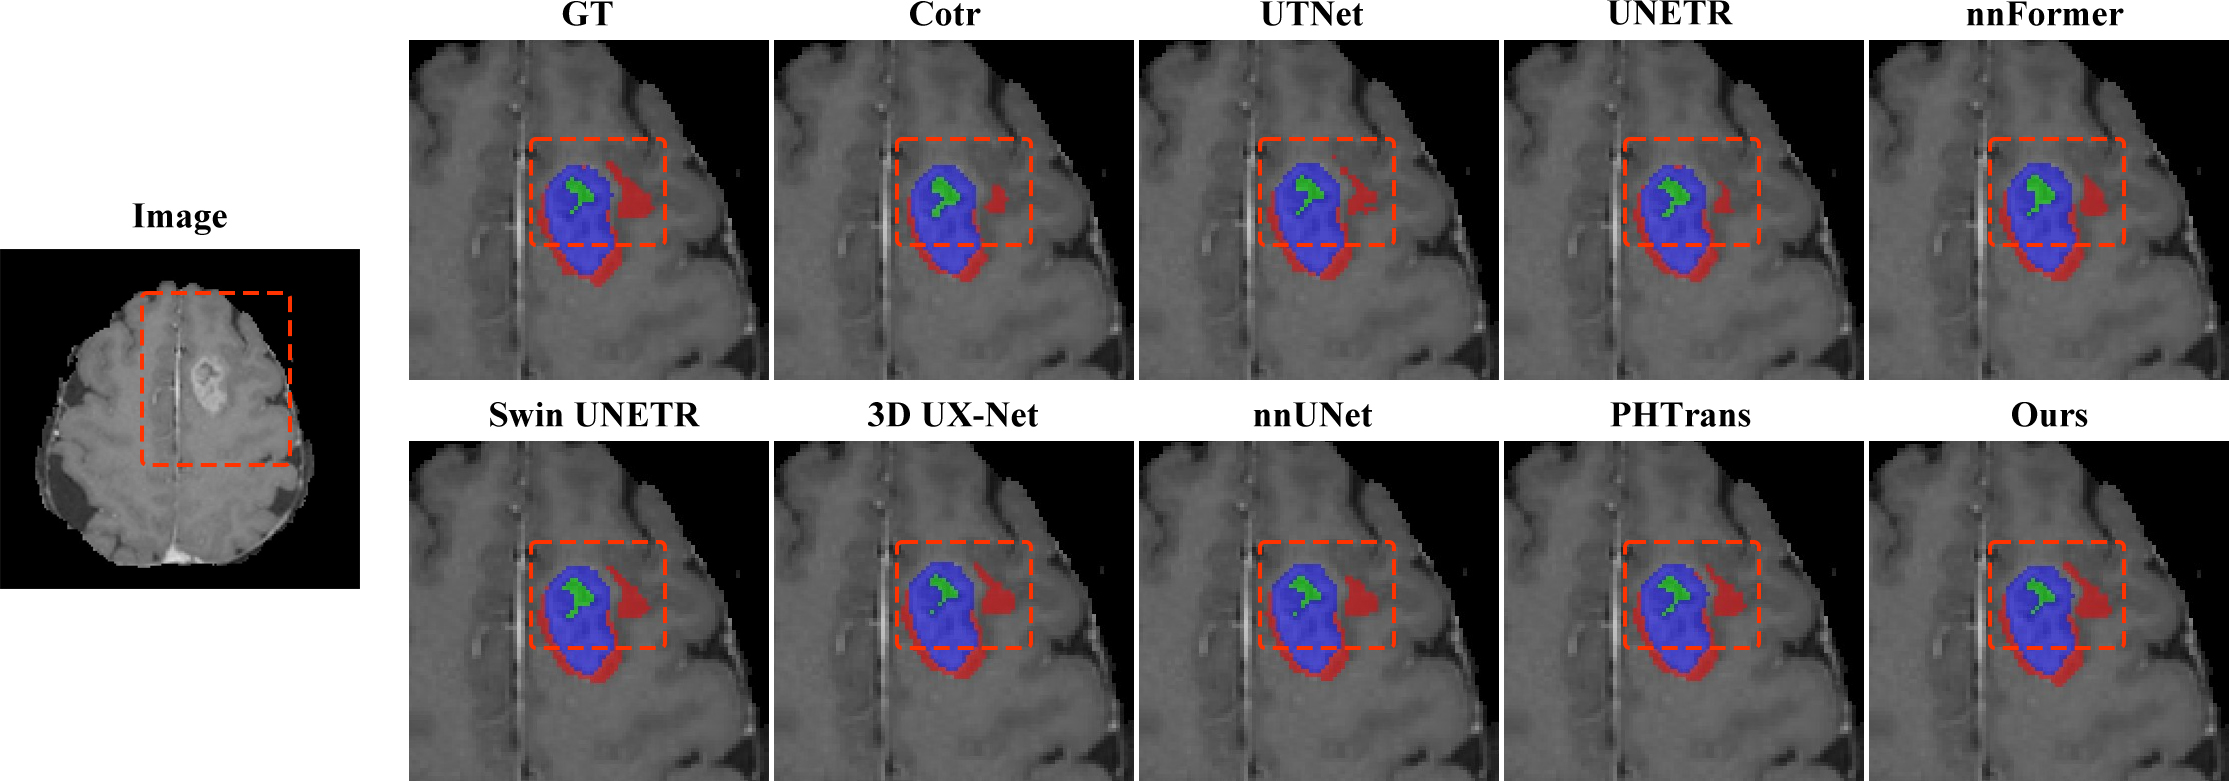 GT Cotr UTNet UNETR nnFormer
Image
Swin UNETR 3D UX-Net nnUNet PHTrans Ours